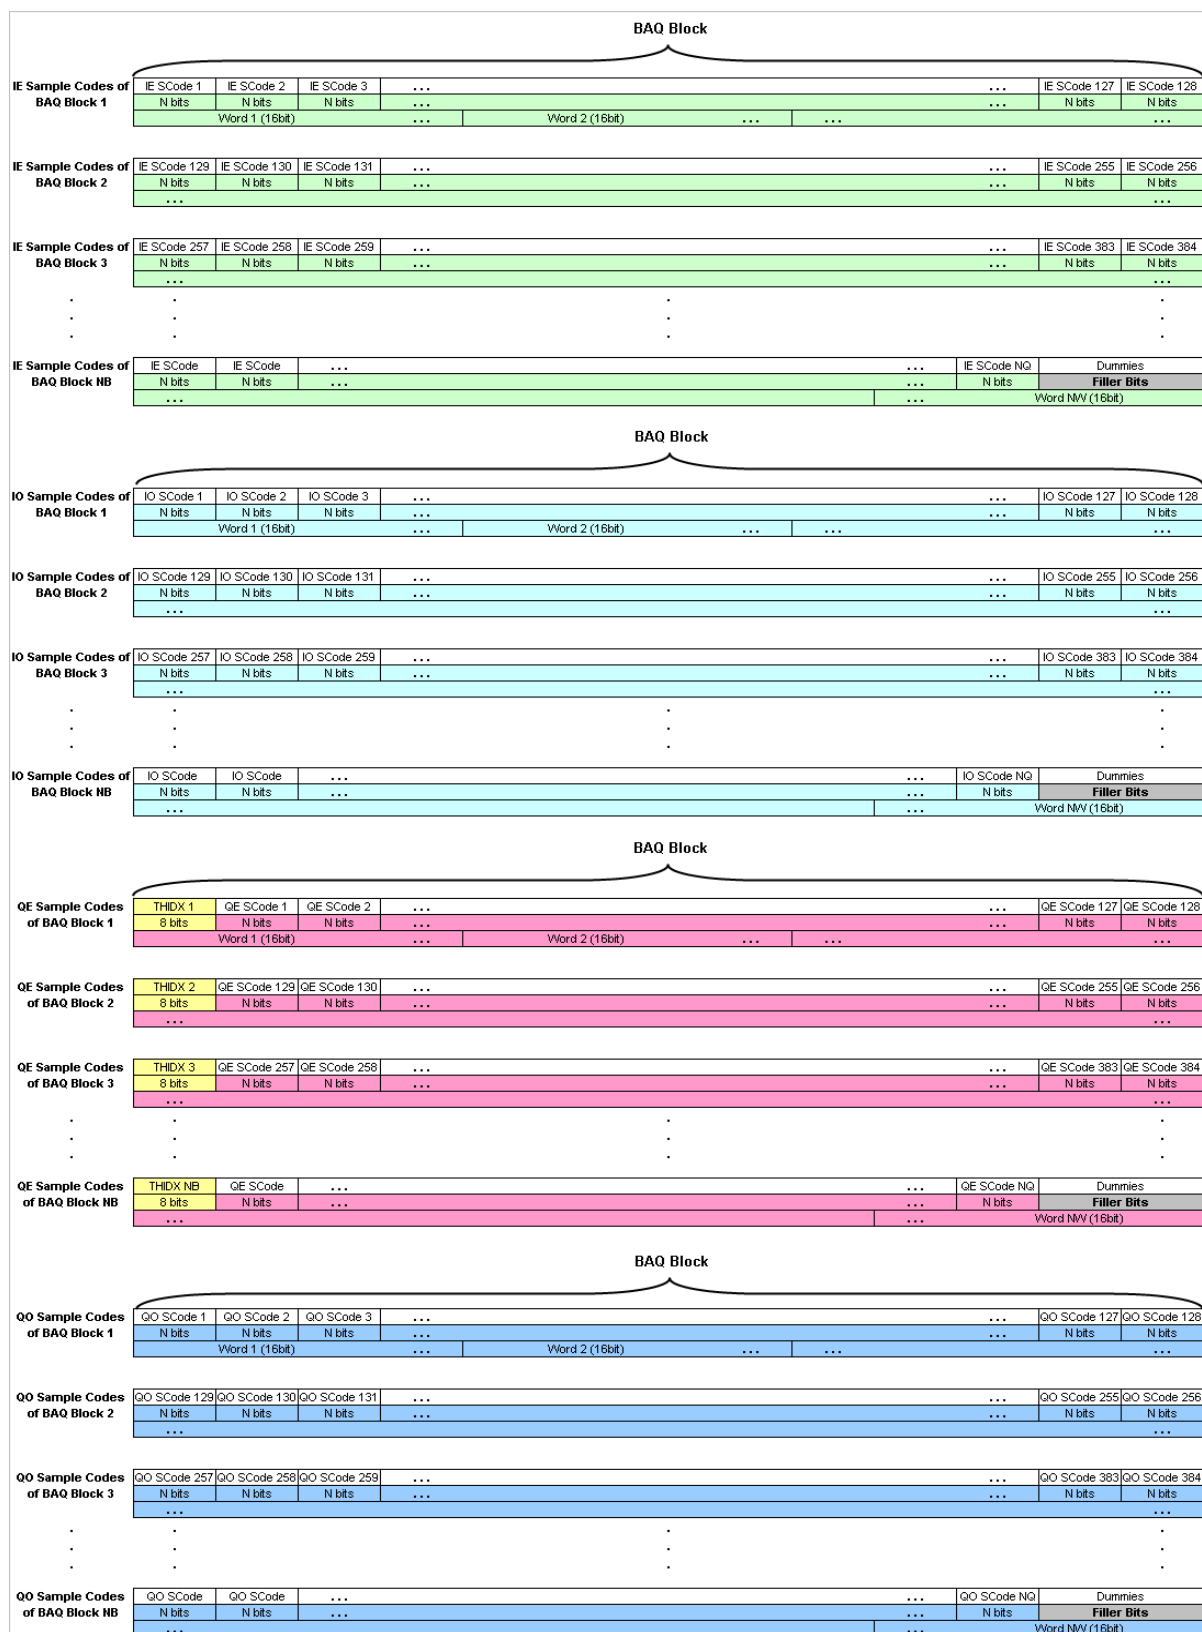 BAQ Block
IE Sample Codes of BAQ Block 1
IE SCode 1 IE SCode 2 IE SCode 3 ... ... IE SCode 127 IE SCode 128
N bits N bits N bits ... ... N bits N bits
Word 1 (16bit) ... Word 2 (16bit) ... ... ...
IE Sample Codes of BAQ Block 2
IE SCode 129 IE SCode 130 IE SCode 131 ... ... IE SCode 255 IE SCode 256
N bits N bits N bits ... ... N bits N bits
... ...
IE Sample Codes of BAQ Block 3
IE SCode 257 IE SCode 258 IE SCode 259 ... ... IE SCode 383 IE SCode 384
N bits N bits N bits ... ... N bits N bits
... ...
. . . .
. . . .
. . . .
IE Sample Codes of BAQ Block NB
IE SCode IE SCode ... ... IE SCode NQ Dummies
N bits N bits ... ... N bits Filler Bits
... ... Word NW (16bit)
BAQ Block
IO Sample Codes of BAQ Block 1
IO SCode 1 IO SCode 2 IO SCode 3 ... ... IO SCode 127 IO SCode 128
N bits N bits N bits ... ... N bits N bits
Word 1 (16bit) ... Word 2 (16bit) ... ... ...
IO Sample Codes of BAQ Block 2
IO SCode 129 IO SCode 130 IO SCode 131 ... ... IO SCode 255 IO SCode 256
N bits N bits N bits ... ... N bits N bits
... ...
IO Sample Codes of BAQ Block 3
IO SCode 257 IO SCode 258 IO SCode 259 ... ... IO SCode 383 IO SCode 384
N bits N bits N bits ... ... N bits N bits
... ...
. . . .
. . . .
. . . .
IO Sample Codes of BAQ Block NB
IO SCode IO SCode ... ... IO SCode NQ Dummies
N bits N bits ... ... N bits Filler Bits
... ... Word NW (16bit)
BAQ Block
QE Sample Codes of BAQ Block 1
THIDX 1 QE SCode 1 QE SCode 2 ... ... QE SCode 127 QE SCode 128
8 bits N bits N bits ... ... N bits N bits
Word 1 (16bit) ... Word 2 (16bit) ... ... ...
QE Sample Codes of BAQ Block 2
THIDX 2 QE SCode 129 QE SCode 130 ... ... QE SCode 255 QE SCode 256
8 bits N bits N bits ... ... N bits N bits
... ...
QE Sample Codes of BAQ Block 3
THIDX 3 QE SCode 257 QE SCode 258 ... ... QE SCode 383 QE SCode 384
8 bits N bits N bits ... ... N bits N bits
... ...
. . . .
. . . .
. . . .
QE Sample Codes of BAQ Block NB
THIDX NB QE SCode ... ... QE SCode NQ Dummies
8 bits N bits ... ... N bits Filler Bits
... ... Word NW (16bit)
BAQ Block
QO Sample Codes of BAQ Block 1
QO SCode 1 QO SCode 2 QO SCode 3 ... ... QO SCode 127 QO SCode 128
N bits N bits N bits ... ... N bits N bits
Word 1 (16bit) ... Word 2 (16bit) ... ... ...
QO Sample Codes of BAQ Block 2
QO SCode 129 QO SCode 130 QO SCode 131 ... ... QO SCode 255 QO SCode 256
N bits N bits N bits ... ... N bits N bits
... ...
QO Sample Codes of BAQ Block 3
QO SCode 257 QO SCode 258 QO SCode 259 ... ... QO SCode 383 QO SCode 384
N bits N bits N bits ... ... N bits N bits
... ...
. . . .
. . . .
. . . .
QO Sample Codes of BAQ Block NB
QO SCode QO SCode ... ... QO SCode NQ Dummies
N bits N bits ... ... N bits Filler Bits
... ... Word NW (16bit)